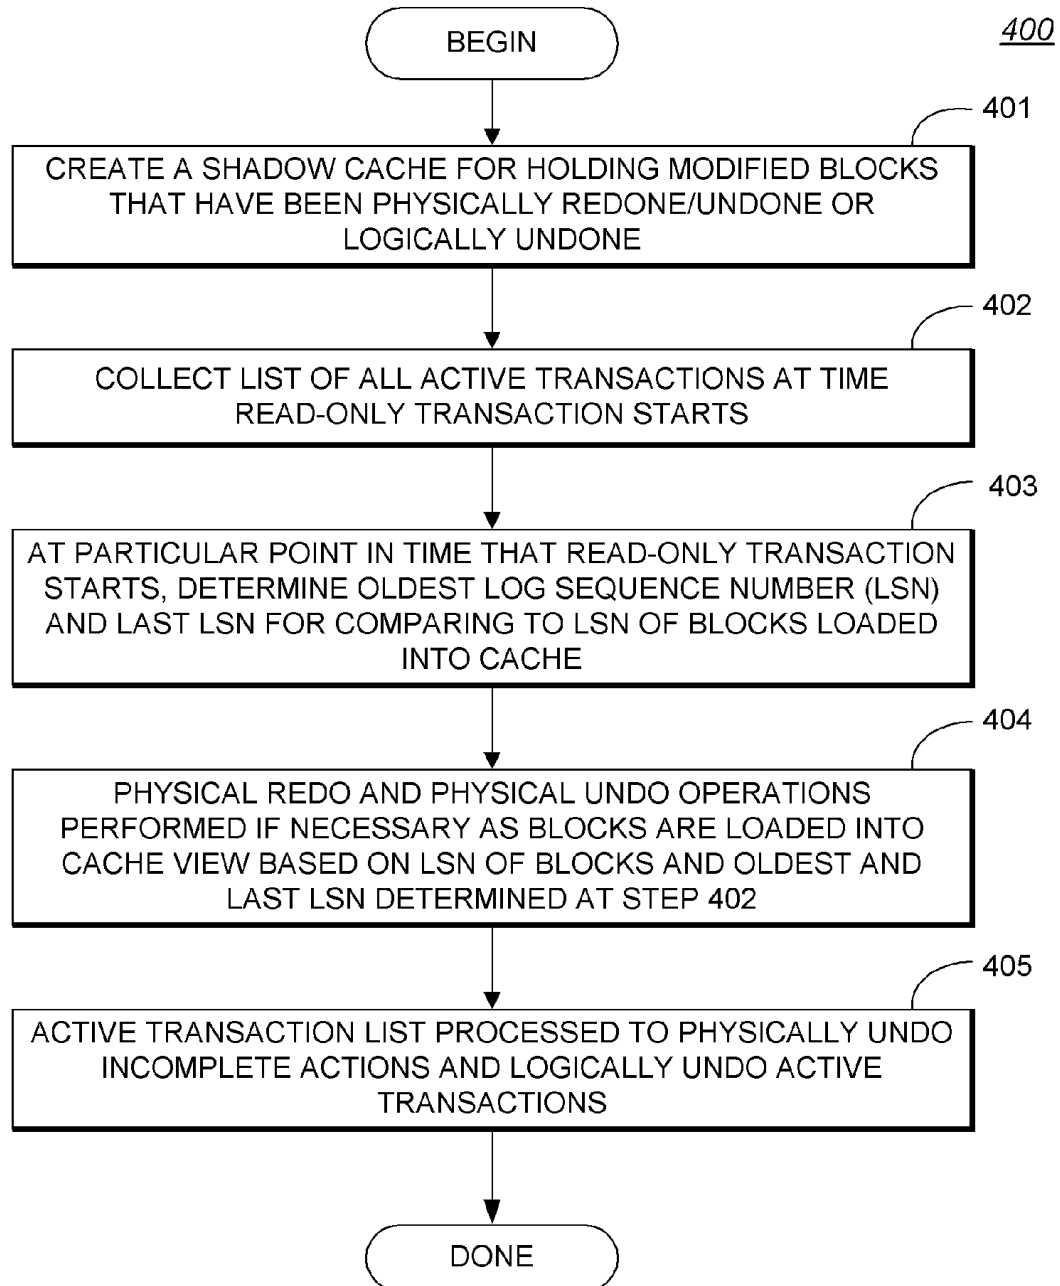 400
BEGIN
401
CREATE A SHADOW CACHE FOR HOLDING MODIFIED BLOCKS
THAT HAVE BEEN PHYSICALLY REDONE/UNDONE OR
LOGICALLY UNDONE
402
COLLECT LIST OF ALL ACTIVE TRANSACTIONS AT TIME
READ-ONLY TRANSACTION STARTS
403
AT PARTICULAR POINT IN TIME THAT READ-ONLY TRANSACTION
STARTS, DETERMINE OLDEST LOG SEQUENCE NUMBER (LSN)
AND LAST LSN FOR COMPARING TO LSN OF BLOCKS LOADED
INTO CACHE
404
PHYSICAL REDO AND PHYSICAL UNDO OPERATIONS
PERFORMED IF NECESSARY AS BLOCKS ARE LOADED INTO
CACHE VIEW BASED ON LSN OF BLOCKS AND OLDEST AND
LAST LSN DETERMINED AT STEP 402
405
ACTIVE TRANSACTION LIST PROCESSED TO PHYSICALLY UNDO
INCOMPLETE ACTIONS AND LOGICALLY UNDO ACTIVE
TRANSACTIONS
DONE